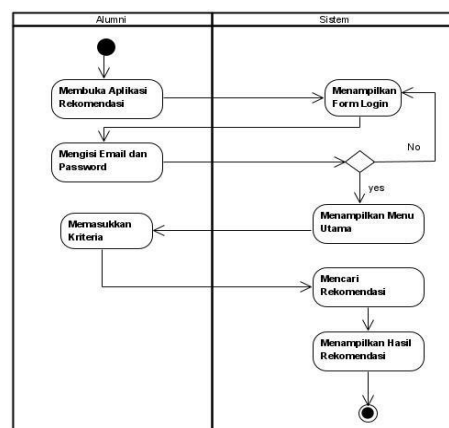 Alumni
Sistem
Membuka Aplikasi
Rekomendasi
Menampilkan
Form Login
Mengisi Email dan
Password
No
yes
Memasukkan
Kriteria
Menampilkan Menu
Utama
Mencari
Rekomendasi
Menampilkan Hasil
Rekomendasi